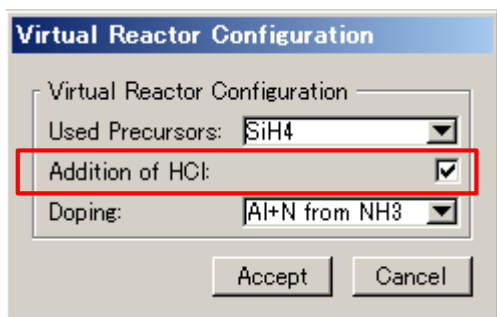 Virtual Reactor Configuration
Virtual Reactor Configuration
Used Precursors: SiH4
Addition of HCl:
Doping: Al+N from NH3
Accept Cancel